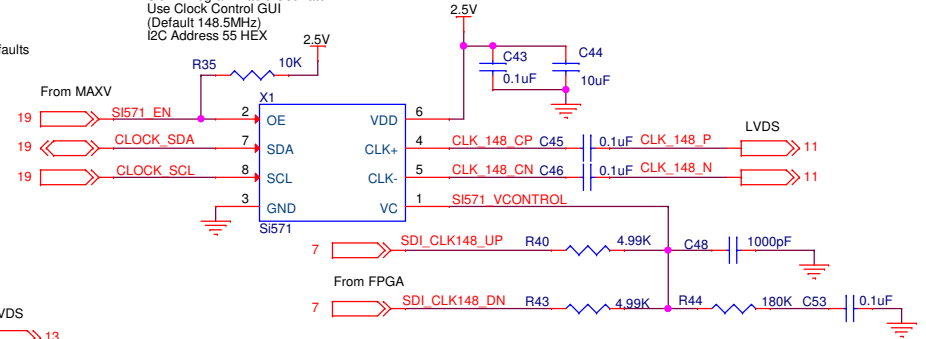 Use Clock Control GUI
(Default 148.5MHz)
I2C Address 55 HEX
2.5V
2.5V
faults
R35
10K
C43
0.1uF
C44
10uF
From MAXV
X1
19
SI571_EN
2
OE
VDD
6
LVDS
19
CLOCK_SDA
7
SDA
CLK+
4
CLK_148_CP
C45
0.1uF
CLK_148_P
11
19
CLOCK_SCL
8
SCL
CLK-
5
CLK_148_CN
C46
0.1uF
CLK_148_N
11
3
GND
VC
1
SI571_VCONTROL
Si571
7
SDI_CLK148_UP
R40
4.99K
C48
1000pF
From FPGA
7
SDI_CLK148_DN
R43
4.99K
R44
180K
C53
0.1uF
VDS
13